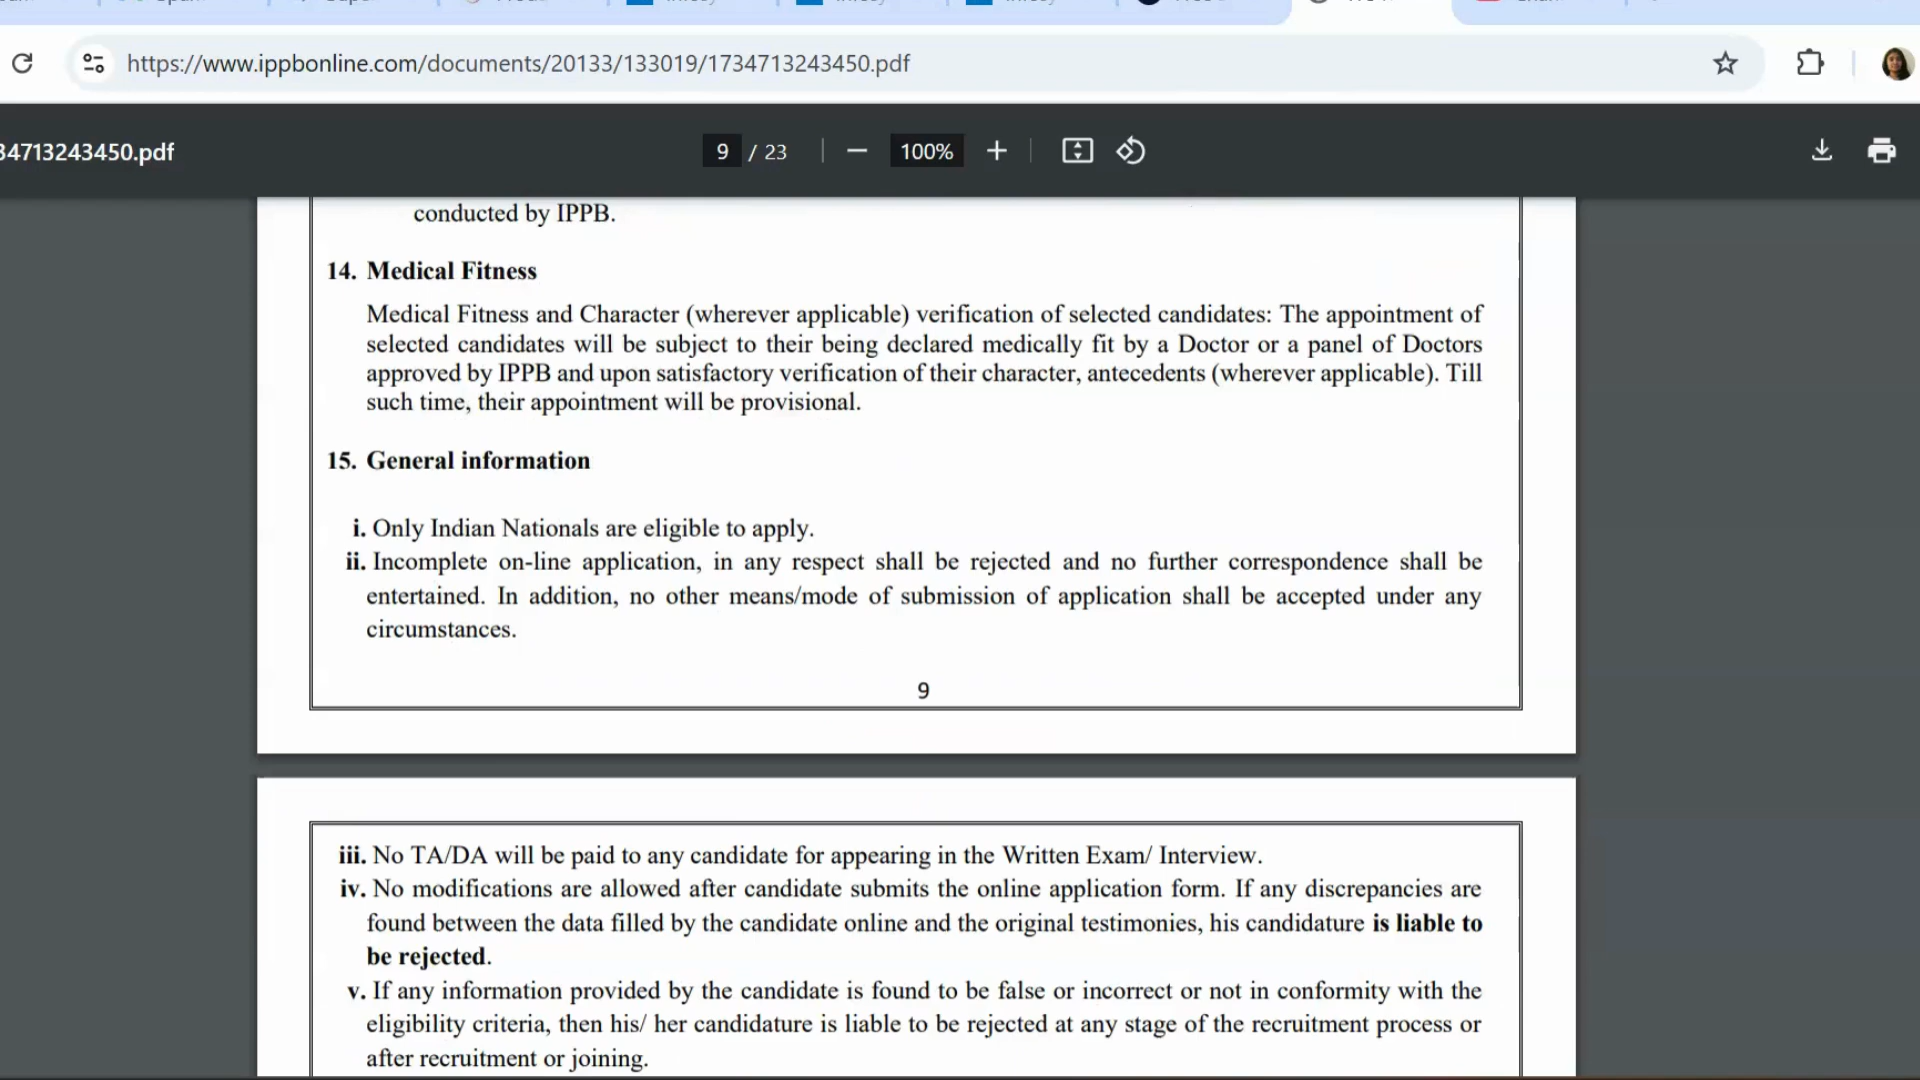 https://www.ippbonline.com/documents/20133/133019/1734713243450.pdf
34713243450.pdf
9 / 23
100%
conducted by IPPB.
14. Medical Fitness
Medical Fitness and Character (wherever applicable) verification of selected candidates: The appointment of
selected candidates will be subject to their being declared medically fit by a Doctor or a panel of Doctors
approved by IPPB and upon satisfactory verification of their character, antecedents (wherever applicable). Till
such time, their appointment will be provisional.
15. General information
i. Only Indian Nationals are eligible to apply.
ii. Incomplete on-line application, in any respect shall be rejected and no further correspondence shall be
entertained. In addition, no other means/mode of submission of application shall be accepted under any
circumstances.
9
iii. No TA/DA will be paid to any candidate for appearing in the Written Exam/ Interview.
iv. No modifications are allowed after candidate submits the online application form. If any discrepancies are
found between the data filled by the candidate online and the original testimonies, his candidature is liable to
be rejected.
v. If any information provided by the candidate is found to be false or incorrect or not in conformity with the
eligibility criteria, then his/ her candidature is liable to be rejected at any stage of the recruitment process or
after recruitment or joining.